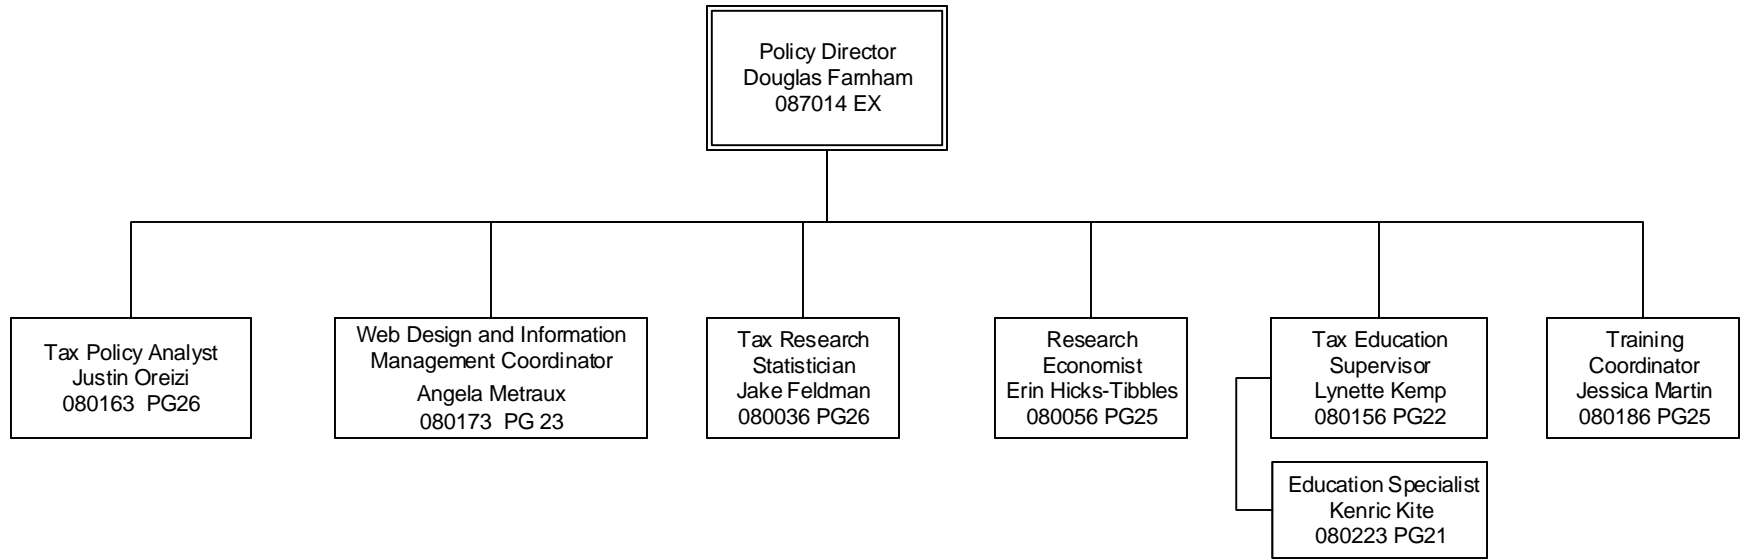 Policy Director
Douglas Farnham
087014 EX
Tax Policy Analyst
Justin Oreizi
080163 PG26
Web Design and Information
Management Coordinator
Angela Metraux
080173 PG 23
Tax Research
Statistician
Jake Feldman
080036 PG26
Research
Economist
Erin Hicks-Tibbles
080056 PG25
Tax Education
Supervisor
Lynette Kemp
080156 PG22
Training
Coordinator
Jessica Martin
080186 PG25
Education Specialist
Kenric Kite
080223 PG21